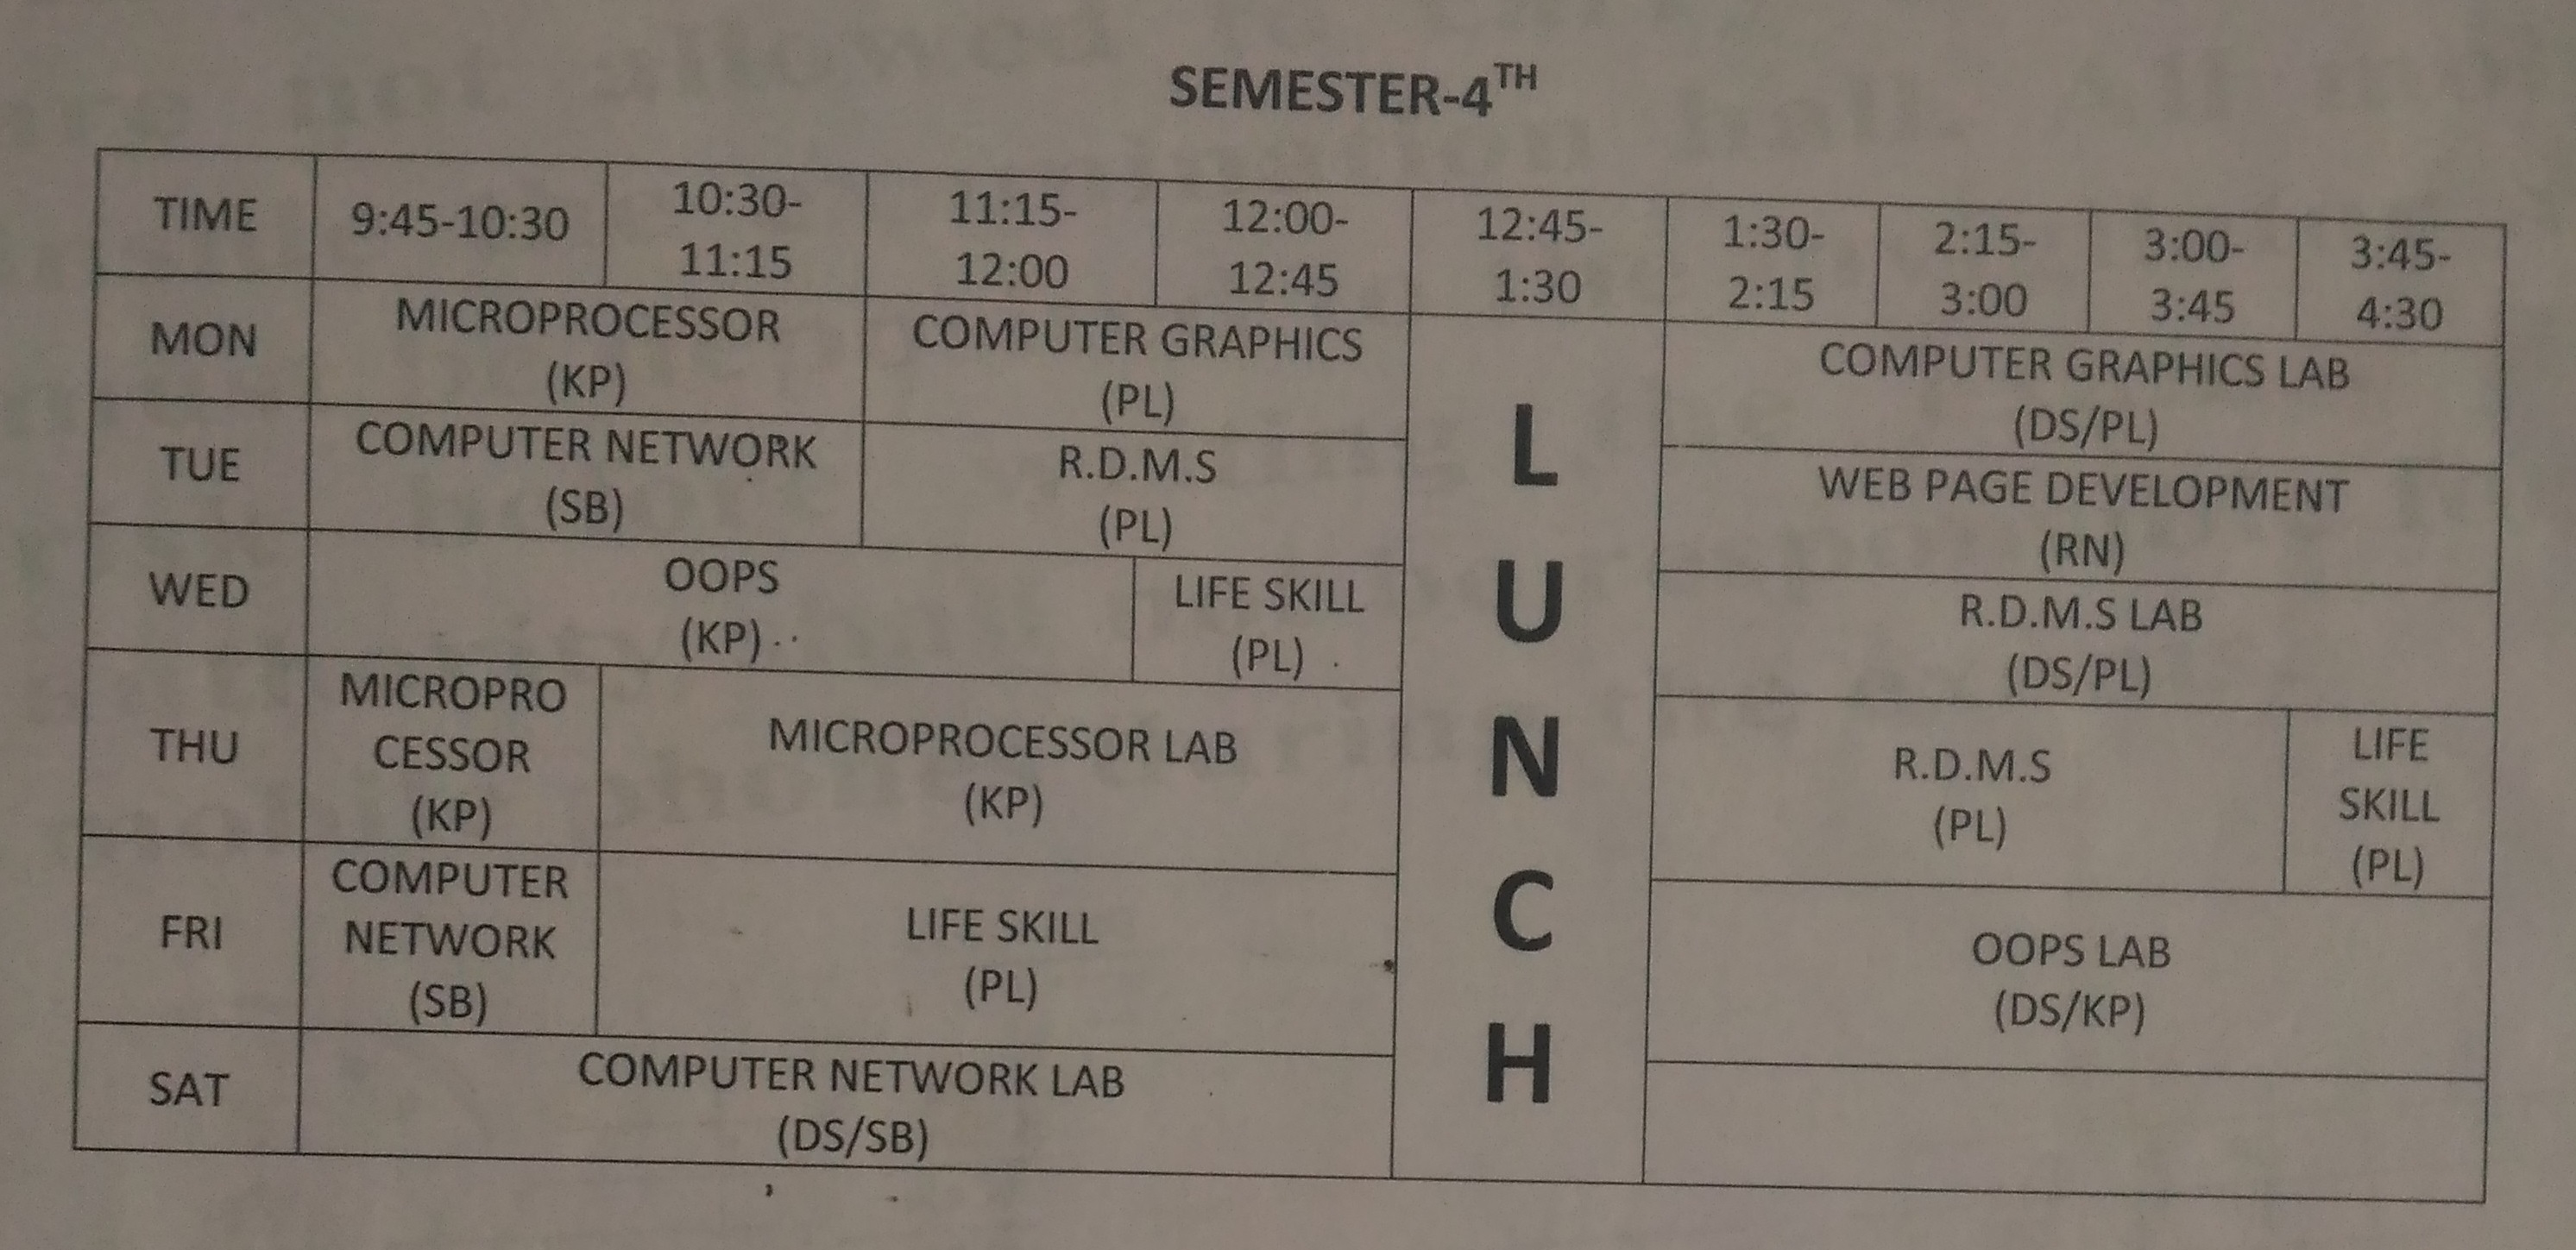 SEMESTER-4TH
TIME
9:45-10:30
10:30-
11:15
11:15-
12:00
12:00-
12:45
12:45-
1:30
1:30-
2:15
2:15-
3:00
3:00-
3:45
3:45-
4:30
MON
MICROPROCESSOR
(KP)
COMPUTER GRAPHICS
(PL)
L
U
N
C
H
COMPUTER GRAPHICS LAB
(DS/PL)
TUE
COMPUTER NETWORK
(SB)
R.D.M.S
(PL)
WEB PAGE DEVELOPMENT
(RN)
WED
OOPS
(KP)
LIFE SKILL
(PL)
R.D.M.S LAB
(DS/PL)
THU
MICROPRO
CESSOR
(KP)
MICROPROCESSOR LAB
(KP)
R.D.M.S
(PL)
LIFE
SKILL
(PL)
FRI
COMPUTER
NETWORK
(SB)
LIFE SKILL
(PL)
OOPS LAB
(DS/KP)
SAT
COMPUTER NETWORK LAB
(DS/SB)